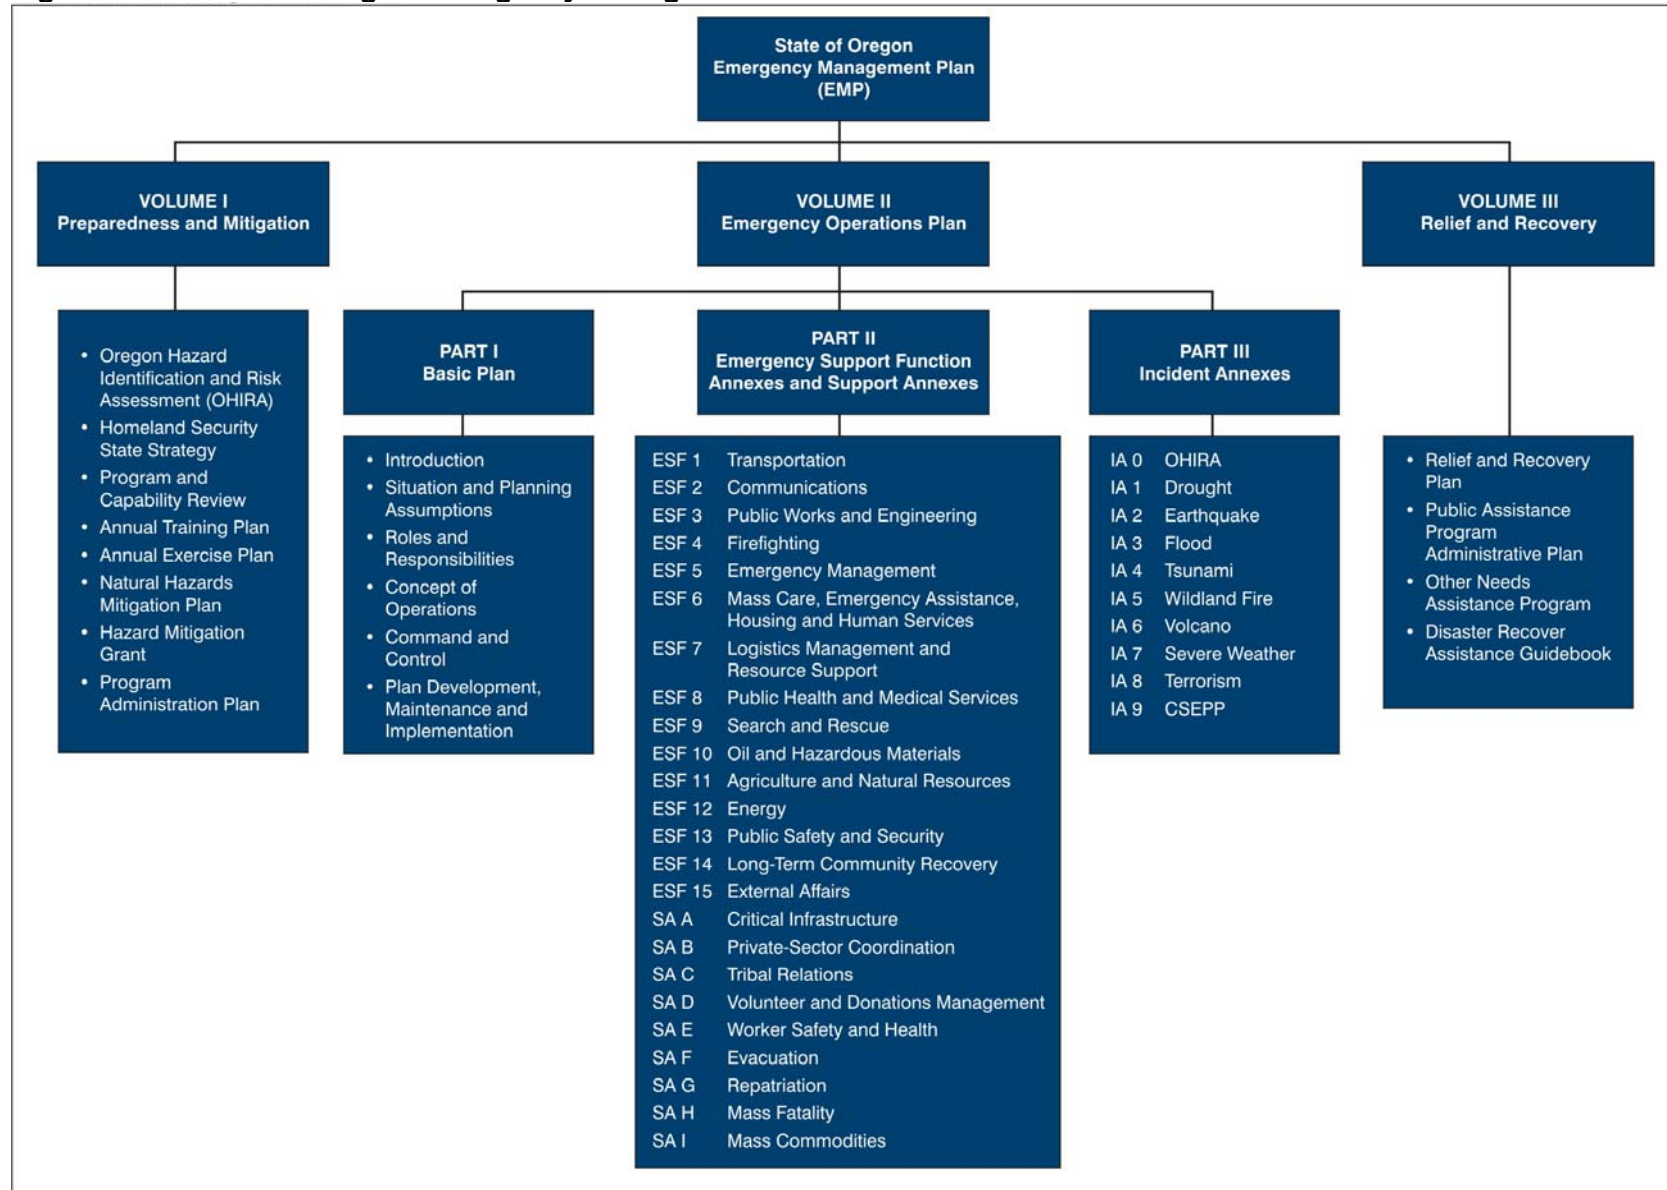 State of Oregon
Emergency Management Plan
(EMP)
VOLUME I
Preparedness and Mitigation
VOLUME II
Emergency Operations Plan
VOLUME III
Relief and Recovery
• Oregon Hazard
Identification and Risk
Assessment (OHIRA)
• Homeland Security
State Strategy
• Program and
Capability Review
• Annual Training Plan
• Annual Exercise Plan
• Natural Hazards
Mitigation Plan
• Hazard Mitigation
Grant
• Program
Administration Plan
PART I
Basic Plan
• Introduction
• Situation and Planning
Assumptions
• Roles and
Responsibilities
• Concept of
Operations
• Command and
Control
• Plan Development,
Maintenance and
Implementation
PART II
Emergency Support Function
Annexes and Support Annexes
ESF 1 Transportation
ESF 2 Communications
ESF 3 Public Works and Engineering
ESF 4 Firefighting
ESF 5 Emergency Management
ESF 6 Mass Care, Emergency Assistance,
Housing and Human Services
ESF 7 Logistics Management and
Resource Support
ESF 8 Public Health and Medical Services
ESF 9 Search and Rescue
ESF 10 Oil and Hazardous Materials
ESF 11 Agriculture and Natural Resources
ESF 12 Energy
ESF 13 Public Safety and Security
ESF 14 Long-Term Community Recovery
ESF 15 External Affairs
SA A Critical Infrastructure
SA B Private-Sector Coordination
SA C Tribal Relations
SA D Volunteer and Donations Management
SA E Worker Safety and Health
SA F Evacuation
SA G Repatriation
SA H Mass Fatality
SA I Mass Commodities
PART III
Incident Annexes
IA 0 OHIRA
IA 1 Drought
IA 2 Earthquake
IA 3 Flood
IA 4 Tsunami
IA 5 Wildland Fire
IA 6 Volcano
IA 7 Severe Weather
IA 8 Terrorism
IA 9 CSEPP
• Relief and Recovery
Plan
• Public Assistance
Program
Administrative Plan
• Other Needs
Assistance Program
• Disaster Recover
Assistance Guidebook